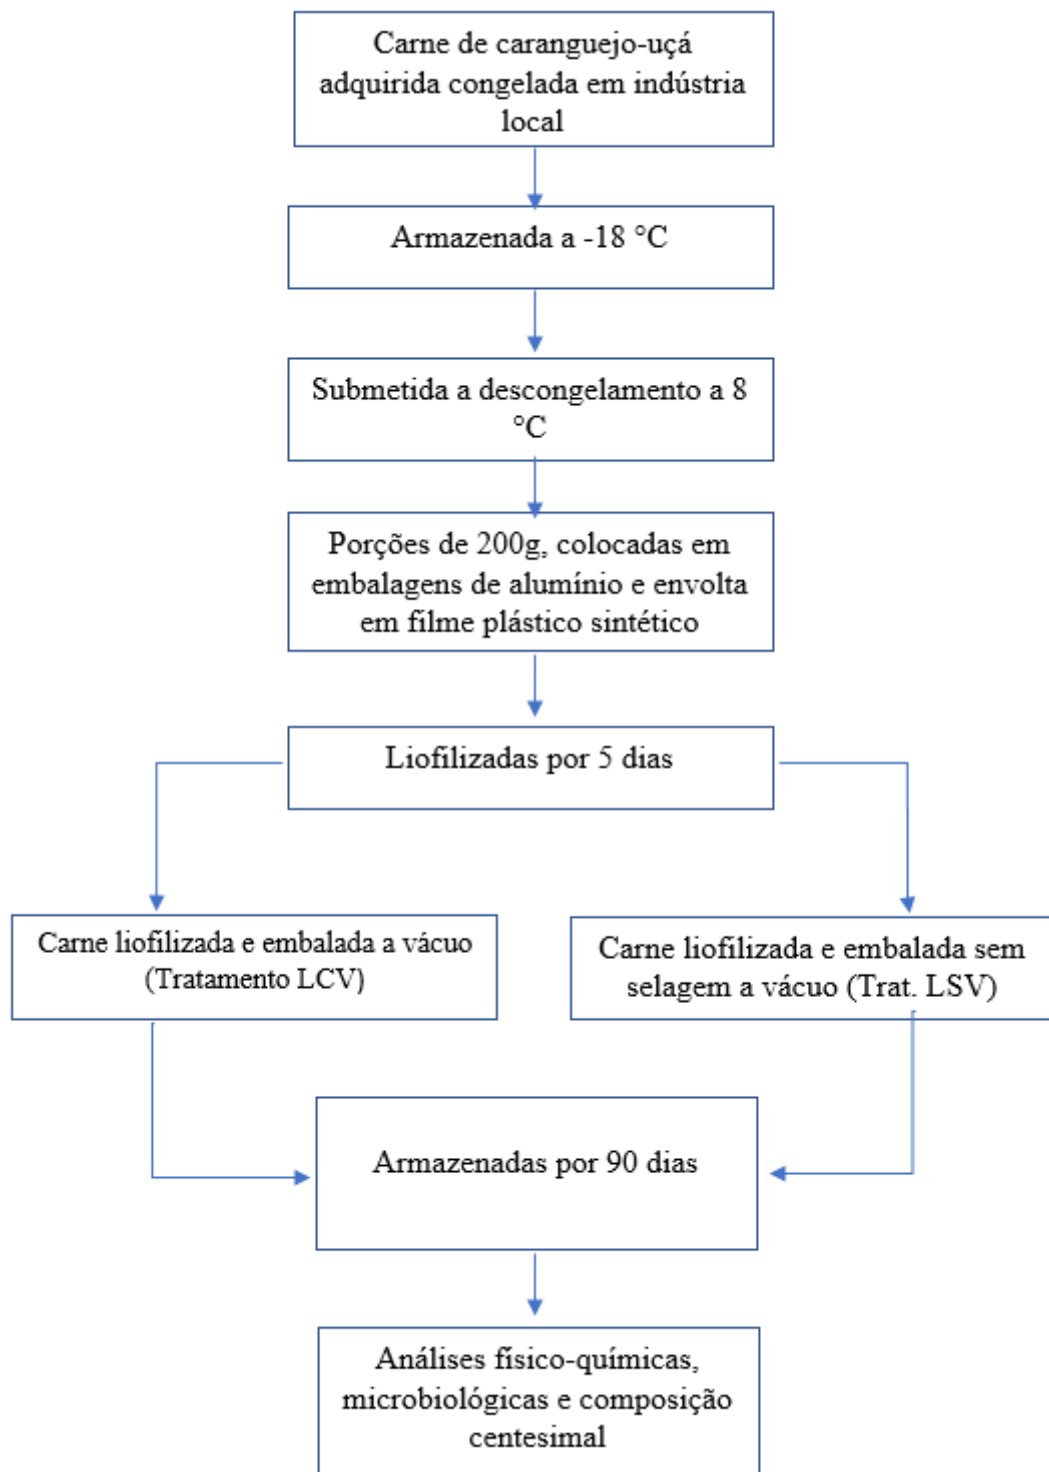 Carne de caranguejo-uçá
adquirida congelada em indústria
local
Armazenada a -18 °C
Submetida a descongelamento a 8
°C
Porções de 200g, colocadas em
embalagens de alumínio e envolta
em filme plástico sintético
Liofilizadas por 5 dias
Carne liofilizada e embalada a vácuo
(Tratamento LCV)
Carne liofilizada e embalada sem
selagem a vácuo (Trat. LSV)
Armazenadas por 90 dias
Análises físico-químicas,
microbiológicas e composição
centesimal